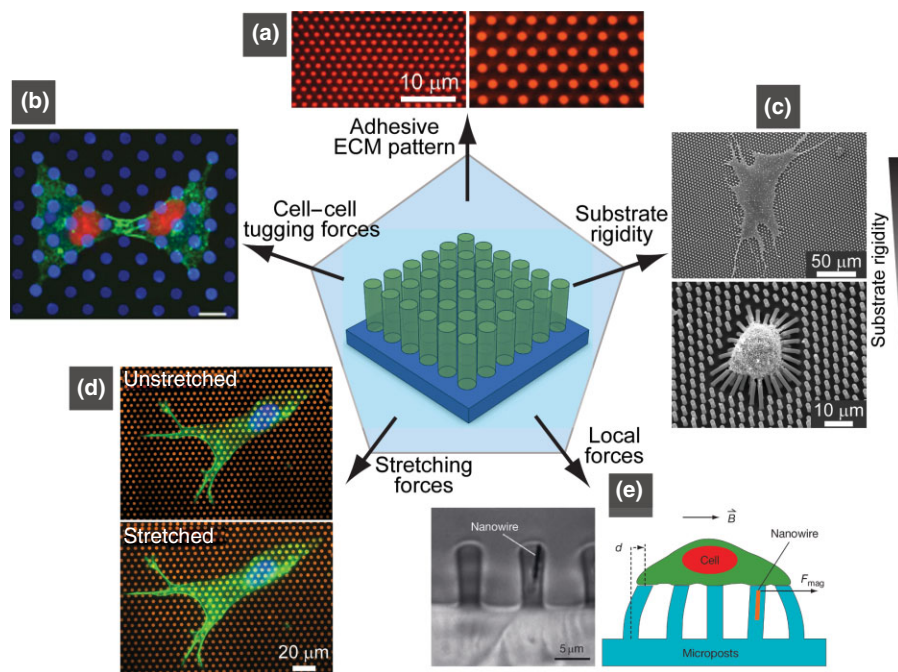 (a)
10 μm
Adhesive
ECM pattern
(b)
Cell–cell
tugging forces
(c)
Substrate
rigidity
50 μm
10 μm
Substrate rigidity
(d)
Unstretched
Stretched
20 μm
Stretching
forces
Local
forces
Nanowire
5 μm
(e)
B
d
Cell
Nanowire
Fmag
Microposts